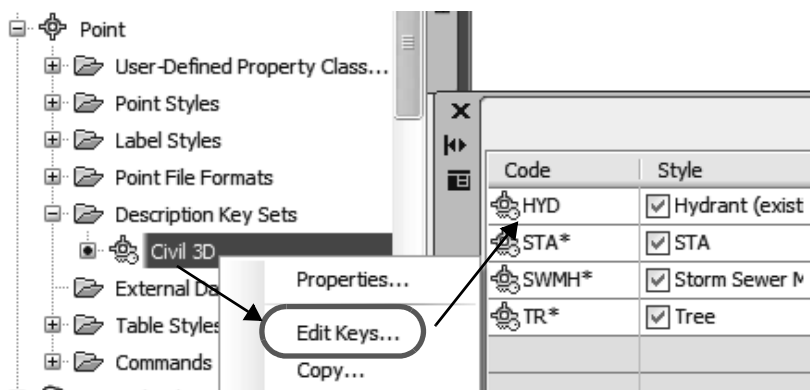 Point
User-Defined Property Class...
Point Styles
Label Styles
Point File Formats
Description Key Sets
Civil 3D
External Da
Table Styles
Commands
Properties...
Edit Keys...
Copy...
Code Style
HYD Hydrant (exist
STA* STA
SWMH* Storm Sewer M
TR* Tree